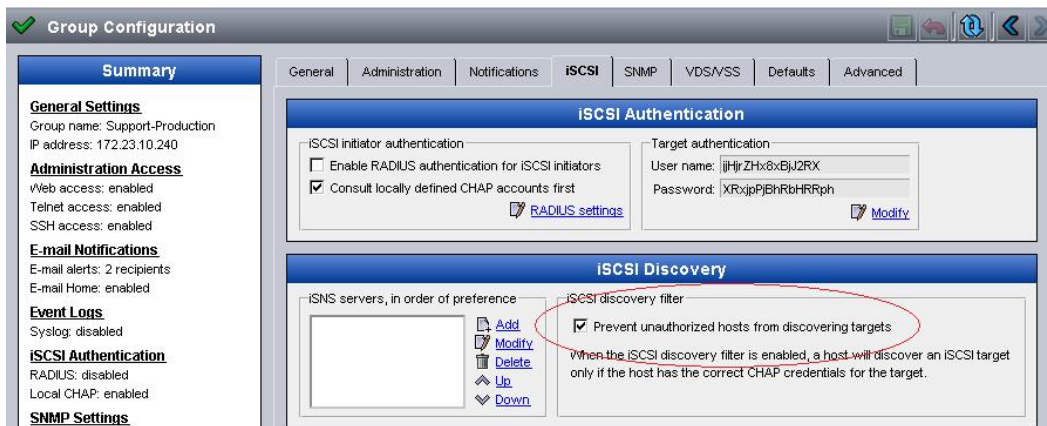 Group Configuration
Summary
General Settings
Group name: Support-Production
IP address: 172.23.10.240
Administration Access
Web access: enabled
Telnet access: enabled
SSH access: enabled
E-mail Notifications
E-mail alerts: 2 recipients
E-mail Home: enabled
Event Logs
Syslog: disabled
iSCSI Authentication
RADIUS: disabled
Local CHAP: enabled
SNMP Settings
General Administration Notifications iSCSI SNMP VDS/VSS Defaults Advanced
iSCSI Authentication
iSCSI initiator authentication
Enable RADIUS authentication for iSCSI initiators
Consult locally defined CHAP accounts first
RADIUS settings
Target authentication
User name: jjHjrZHx8xBjJ2RX
Password: XRxjpPjBhRbHRRph
Modify
iSCSI Discovery
iSNS servers, in order of preference
Add
Modify
Delete
Up
Down
iSCSI discovery filter
Prevent unauthorized hosts from discovering targets
When the iSCSI discovery filter is enabled, a host will discover an iSCSI target
only if the host has the correct CHAP credentials for the target.